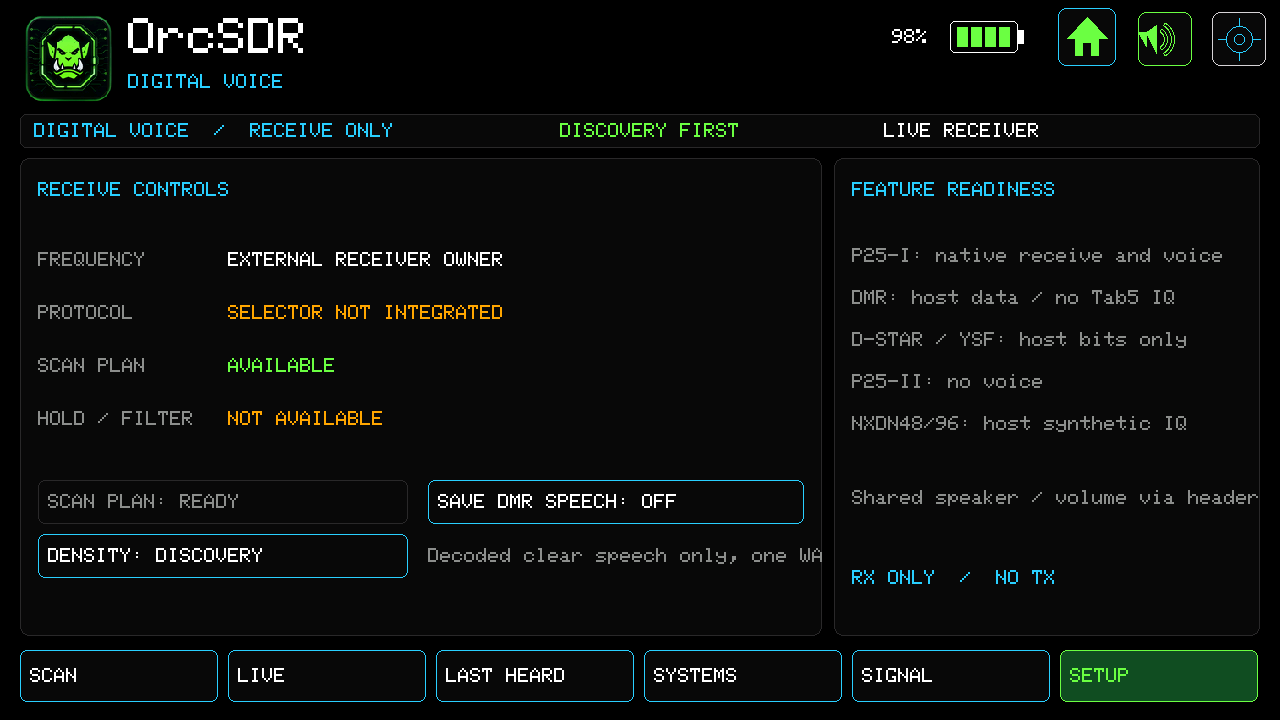 OrcSDR
98%
DIGITAL VOICE
DIGITAL VOICE / RECEIVE ONLY DISCOVERY FIRST LIVE RECEIVER
RECEIVE CONTROLS
FREQUENCY EXTERNAL RECEIVER OWNER
PROTOCOL SELECTOR NOT INTEGRATED
SCAN PLAN AVAILABLE
HOLD / FILTER NOT AVAILABLE
SCAN PLAN: READY SAVE DMR SPEECH: OFF
DENSITY: DISCOVERY Decoded clear speech only, one WA
FEATURE READINESS
P25-I: native receive and voice
DMR: host data / no Tab5 IQ
D-STAR / YSF: host bits only
P25-II: no voice
NXDN48/96: host synthetic IQ
Shared speaker / volume via header
RX ONLY / NO TX
SCAN LIVE LAST HEARD SYSTEMS SIGNAL SETUP